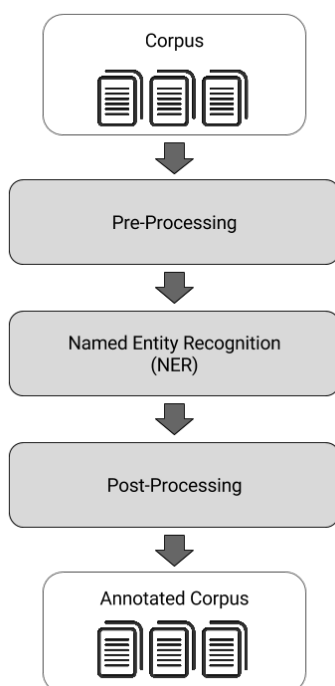 Corpus
Pre-Processing
Named Entity Recognition
(NER)
Post-Processing
Annotated Corpus